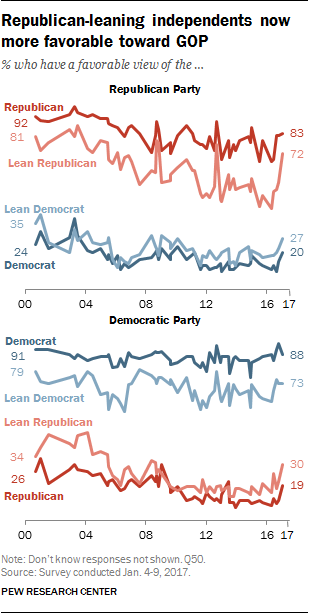 Republican-leaning independents now
more favorable toward GOP
% who have a favorable view of the ...
Republican Party
Republican
92
83
81
72
Lean Republican
Lean Democrat
35
27
24
20
Democrat
00 04 08 12 16 17
Democratic Party
Democrat
91
88
79
73
Lean Democrat
Lean Republican
34
30
26
19
Republican
00 04 08 12 16 17
Note: Don't know responses not shown. Q50.
Source: Survey conducted Jan. 4-9, 2017.
PEW RESEARCH CENTER